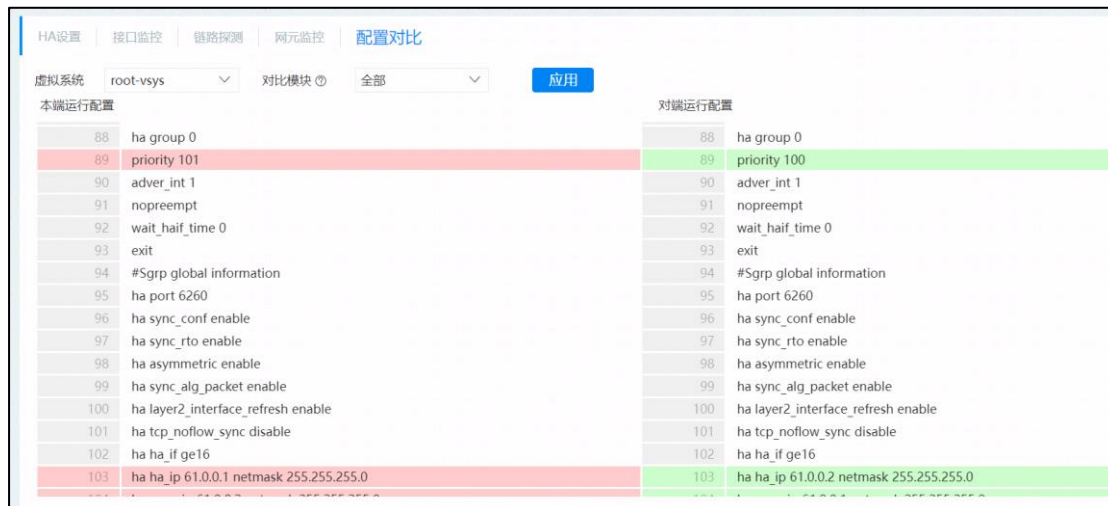 HA设置 接口监控 链路探测 网元监控 配置对比
虚拟系统 root-vsys 对比模块 ? 全部 应用
本端运行配置
88 ha group 0
89 priority 101
90 adver_int 1
91 nopreempt
92 wait_haif_time 0
93 exit
94 #Sgrp global information
95 ha port 6260
96 ha sync_conf enable
97 ha sync_rto enable
98 ha asymmetric enable
99 ha sync_alg_packet enable
100 ha layer2_interface_refresh enable
101 ha tcp_noflow_sync disable
102 ha ha_if ge16
103 ha ha_ip 61.0.0.1 netmask 255.255.255.0
对端运行配置
88 ha group 0
89 priority 100
90 adver_int 1
91 nopreempt
92 wait_haif_time 0
93 exit
94 #Sgrp global information
95 ha port 6260
96 ha sync_conf enable
97 ha sync_rto enable
98 ha asymmetric enable
99 ha sync_alg_packet enable
100 ha layer2_interface_refresh enable
101 ha tcp_noflow_sync disable
102 ha ha_if ge16
103 ha ha_ip 61.0.0.2 netmask 255.255.255.0